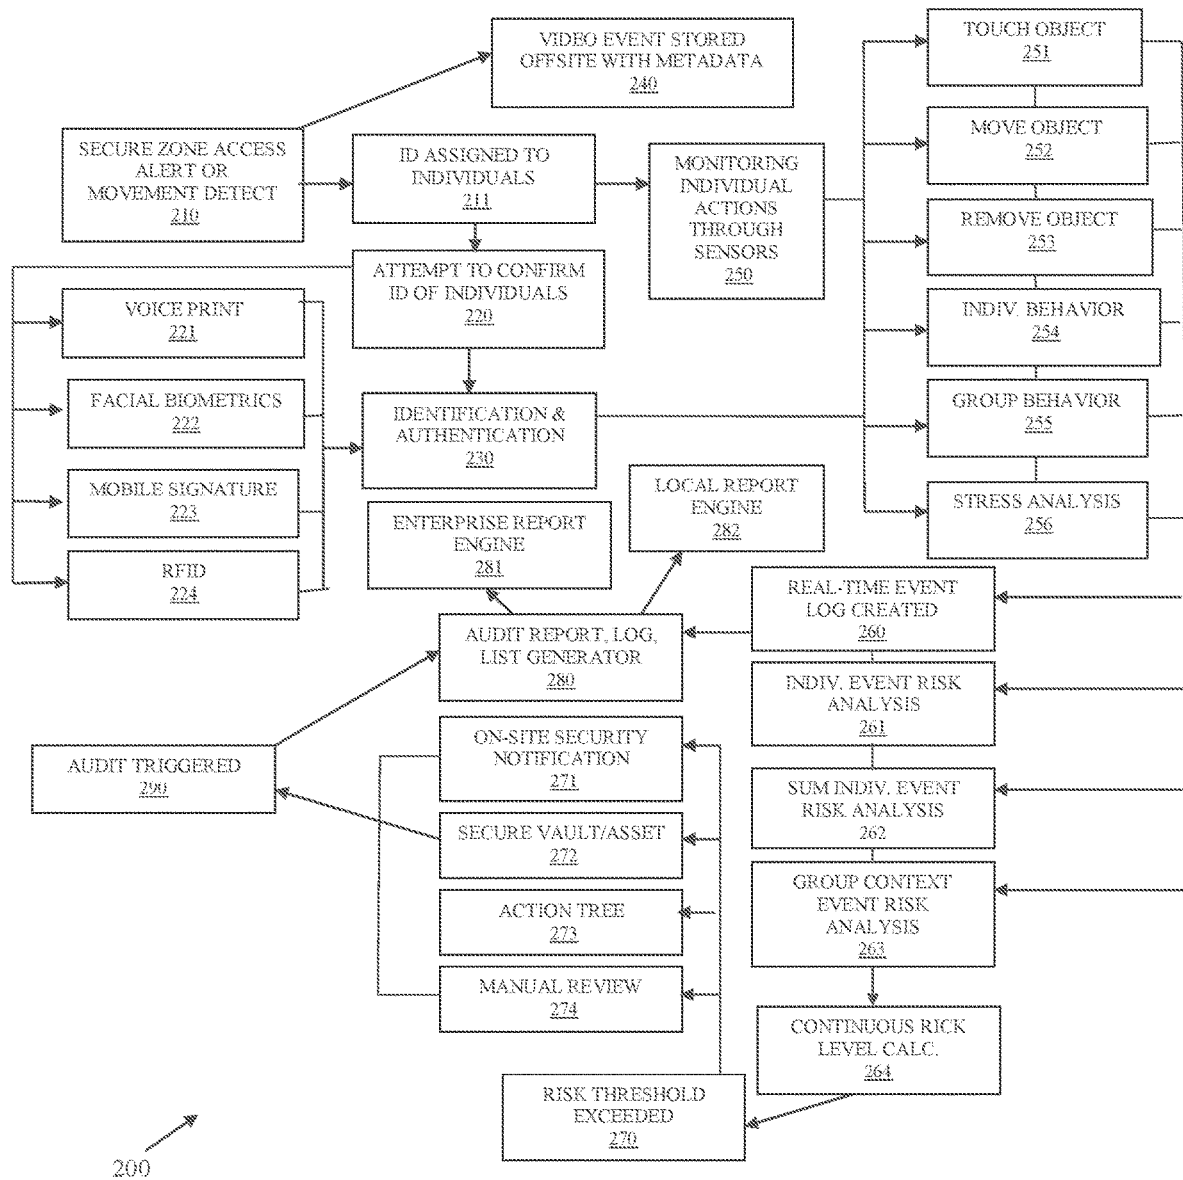 VIDEO EVENT STORED
OFFSITE WITH METADATA
240
TOUCH OBJECT
251
SECURE ZONE ACCESS
ALERT OR
MOVEMENT DETECT
210
ID ASSIGNED TO
INDIVIDUALS
211
MONITORING
INDIVIDUAL
ACTIONS
THROUGH
SENSORS
250
MOVE OBJECT
252
REMOVE OBJECT
253
ATTEMPT TO CONFIRM
ID OF INDIVIDUALS
220
VOICE PRINT
221
INDIV. BEHAVIOR
254
FACIAL BIOMETRICS
222
IDENTIFICATION &
AUTHENTICATION
230
GROUP BEHAVIOR
255
MOBILE SIGNATURE
223
LOCAL REPORT
ENGINE
282
STRESS ANALYSIS
256
ENTERPRISE REPORT
ENGINE
281
RFID
224
REAL-TIME EVENT
LOG CREATED
260
AUDIT REPORT, LOG,
LIST GENERATOR
280
INDIV. EVENT RISK
ANALYSIS
261
ON-SITE SECURITY
NOTIFICATION
271
AUDIT TRIGGERED
290
SUM INDIV. EVENT
RISK ANALYSIS
262
SECURE VAULT/ASSET
272
GROUP CONTEXT
EVENT RISK
ANALYSIS
263
ACTION TREE
273
MANUAL REVIEW
274
CONTINUOUS RICK
LEVEL CALC.
264
RISK THRESHOLD
EXCEEDED
270
200